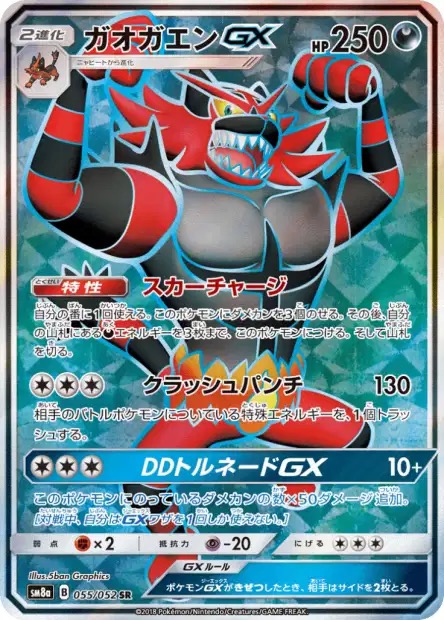 2進化
ガオガエンGX
HP250
ニャヒートから進化
特性 スカーチャージ
自分の番に1回使える。このポケモンにダメカンを3個のせる。その後、自分
の山札にあるエネルギーを3枚まで、このポケモンにつける。そして山札
を切る。
クラッシュパンチ 130
相手のバトルポケモンについている特殊エネルギーを、1個トラ
ッシュする。
DDトルネードGX 10+
このポケモンにのっているダメカンの数×50ダメージ追加。
[対戦中、自分はGXワザを1回しか使えない。]
弱点 ×2 抵抗力 -20 にげる
Illus. 5ban Graphics
GXルール
sm8a B 055/052 SR
ポケモンGXがきぜつしたとき、相手はサイドを2枚とる。
©2018 Pokémon/Nintendo/Creatures/GAME FREAK.